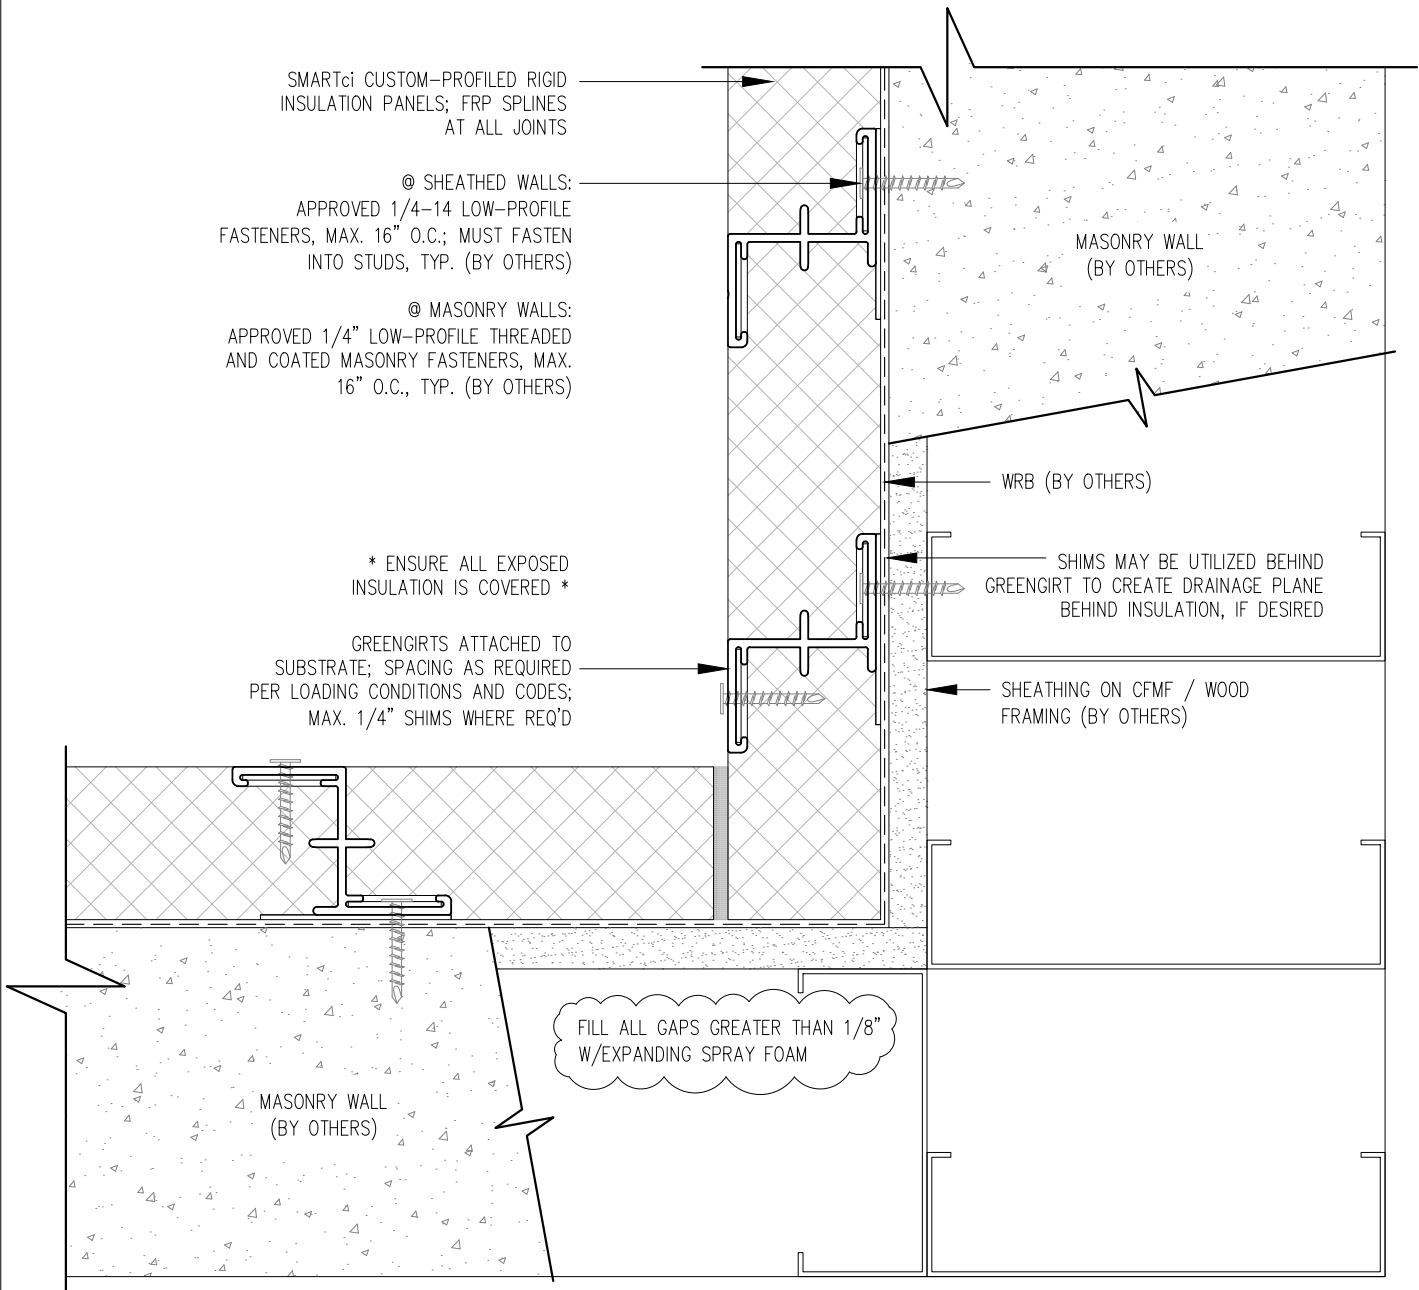 SMARTci CUSTOM-PROFILED RIGID
INSULATION PANELS; FRP SPLINES
AT ALL JOINTS
@ SHEATHED WALLS:
APPROVED 1/4-14 LOW-PROFILE
FASTENERS, MAX. 16" O.C.; MUST FASTEN
INTO STUDS, TYP. (BY OTHERS)
@ MASONRY WALLS:
APPROVED 1/4" LOW-PROFILE THREADED
AND COATED MASONRY FASTENERS, MAX.
16" O.C., TYP. (BY OTHERS)
MASONRY WALL
(BY OTHERS)
WRB (BY OTHERS)
* ENSURE ALL EXPOSED
INSULATION IS COVERED *
SHIMS MAY BE UTILIZED BEHIND
GREENGIRT TO CREATE DRAINAGE PLANE
BEHIND INSULATION, IF DESIRED
GREENGIRTS ATTACHED TO
SUBSTRATE; SPACING AS REQUIRED
PER LOADING CONDITIONS AND CODES;
MAX. 1/4" SHIMS WHERE REQ'D
SHEATHING ON CFMF / WOOD
FRAMING (BY OTHERS)
FILL ALL GAPS GREATER THAN 1/8"
W/EXPANDING SPRAY FOAM
MASONRY WALL
(BY OTHERS)